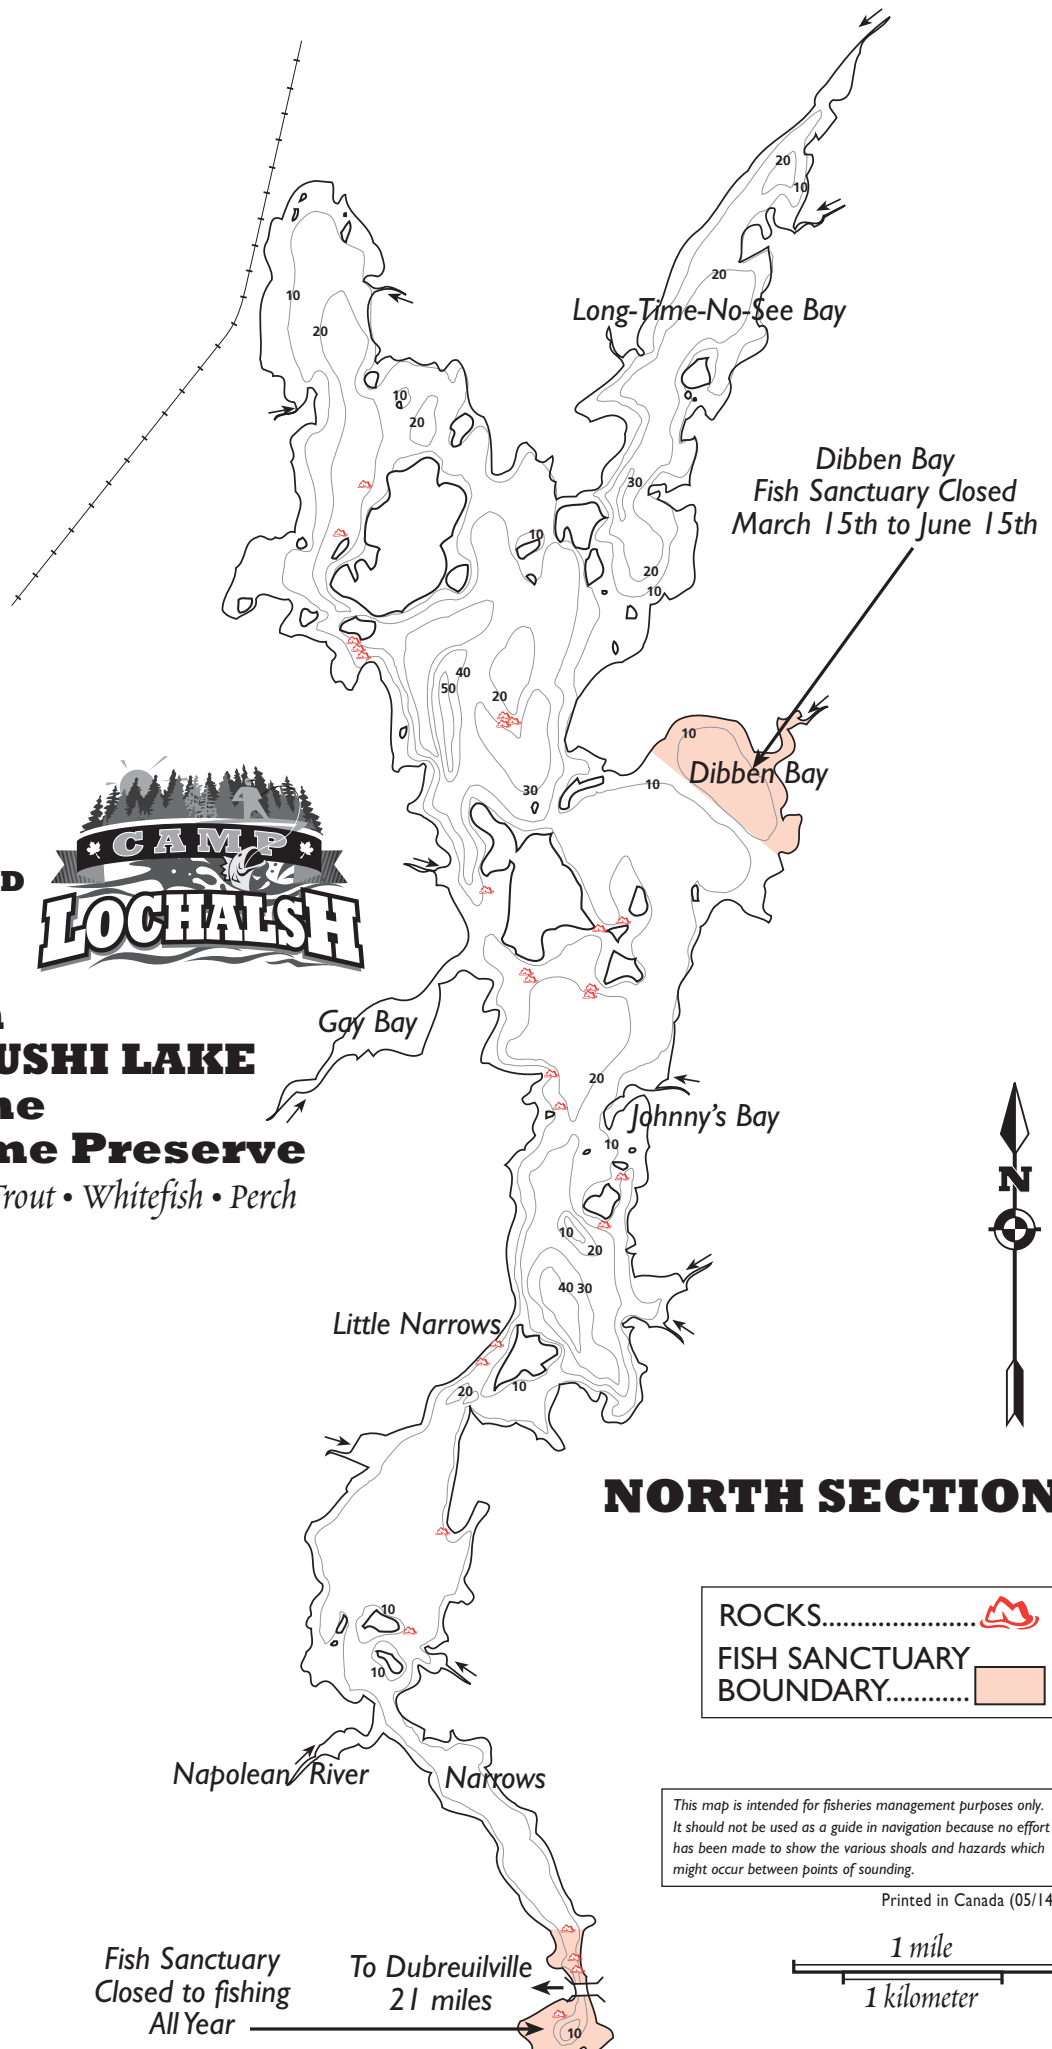 20
10
20
Long-Time-No-See Bay
10
20
10
20
30
Dibben Bay
Fish Sanctuary Closed
March 15th to June 15th
10
20
10
40
50
20
10
Dibben Bay
10
30
CAMP
LOCHALSH
D
Gay Bay
USHI LAKE
ne
me Preserve
Trout • Whitefish • Perch
20
Johnny's Bay
10
N
10
20
40 30
Little Narrows
20
10
NORTH SECTION
10
10
ROCKS......................
FISH SANCTUARY
BOUNDARY............
Napolean River
Narrows
This map is intended for fisheries management purposes only.
It should not be used as a guide in navigation because no effort
has been made to show the various shoals and hazards which
might occur between points of sounding.
Printed in Canada (05/14
1 mile
1 kilometer
Fish Sanctuary
Closed to fishing
All Year
To Dubreuilville
21 miles
10